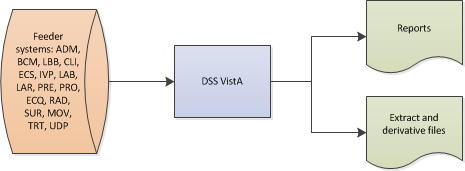 Feeder
systems: ADM,
BCM, LBB, CLI,
ECS, IVP, LAB,
LAR, PRE, PRO,
ECQ, RAD,
SUR, MOV,
TRT, UDP
DSS VistA
Reports
Extract and
derivative files